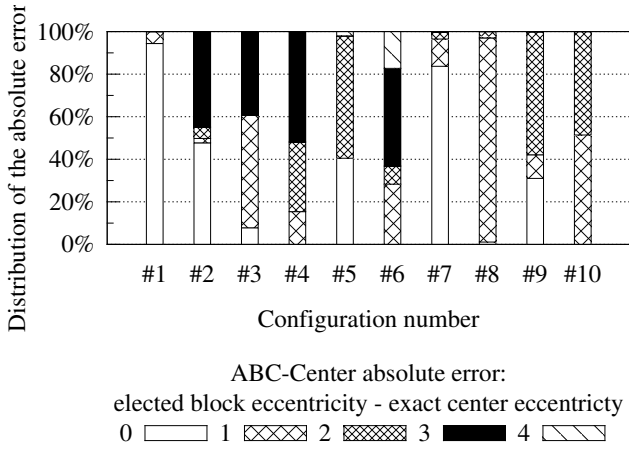 Distribution of the absolute error
100%
80%
60%
40%
20%
0%
#1 #2 #3 #4 #5 #6 #7 #8 #9 #10
Configuration number
ABC-Center absolute error:
elected block eccentricity - exact center eccentricty
0 1 2 3 4